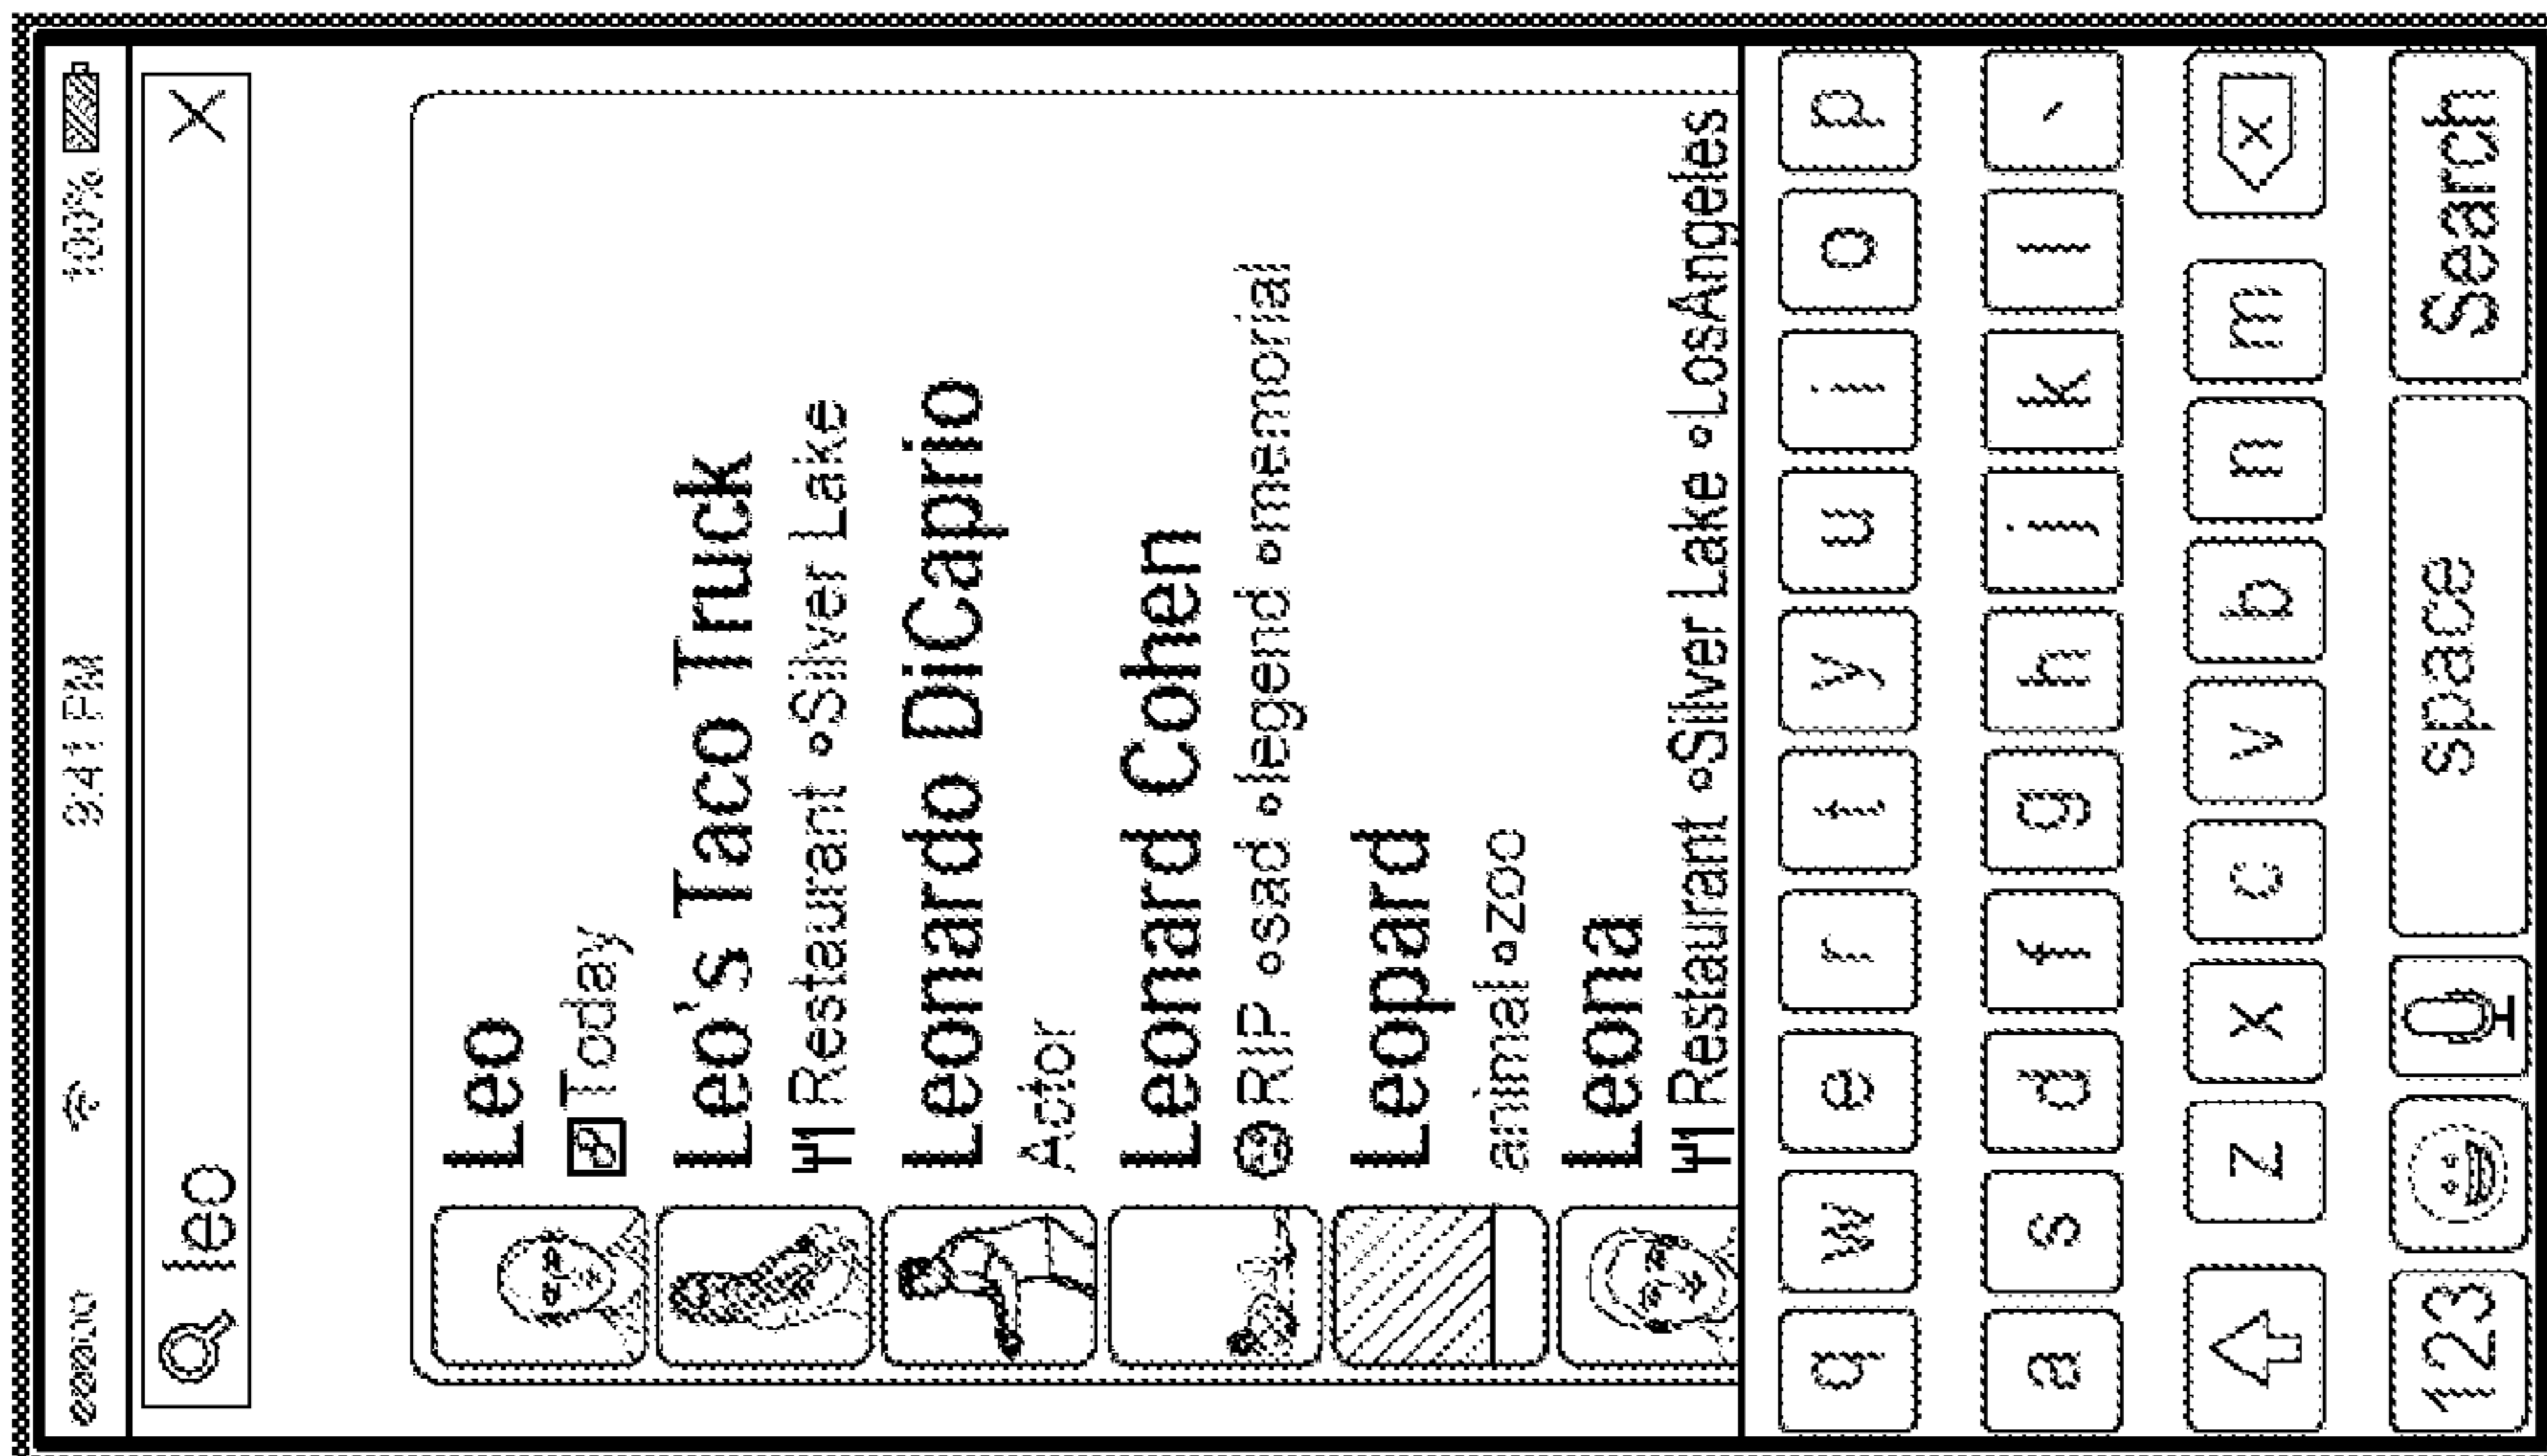 9:41 PM 100%
leo X
Leo
Today
Leo's Taco Truck
Restaurant ∘Silver Lake
Leonardo DiCaprio
Actor
Leonard Cohen
RIP ∘sad ∘legend ∘memorial
Leopard
animal ∘zoo
Leona
Restaurant ∘Silver Lake ∘LosAngeles
q w e r t y u i o p
a s d f g h j k l `
z x c v b n m x
123 space Search